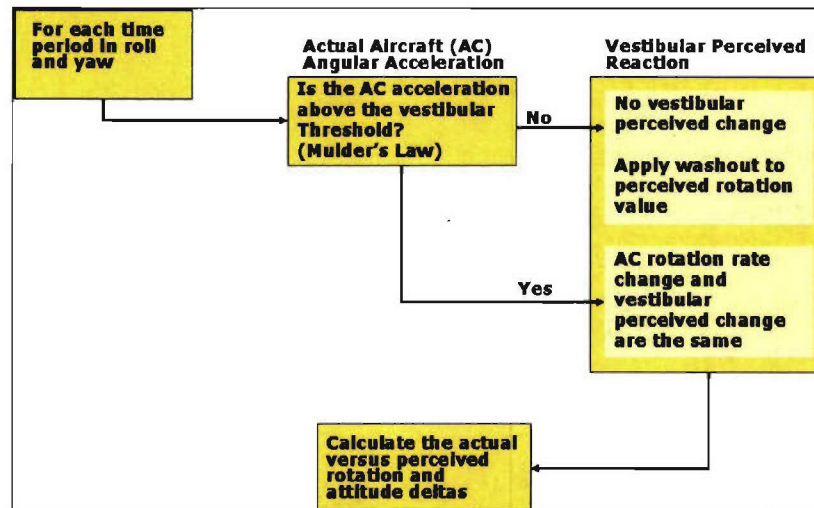 For each time
period in roll
and yaw
Actual Aircraft (AC)
Angular Acceleration
Is the AC acceleration
above the vestibular
Threshold?
(Mulder's Law)
No
Yes
Vestibular Perceived
Reaction
No vestibular
perceived change
Apply washout to
perceived rotation
value
AC rotation rate
change and
vestibular
perceived change
are the same
Calculate the actual
versus perceived
rotation and
attitude deltas